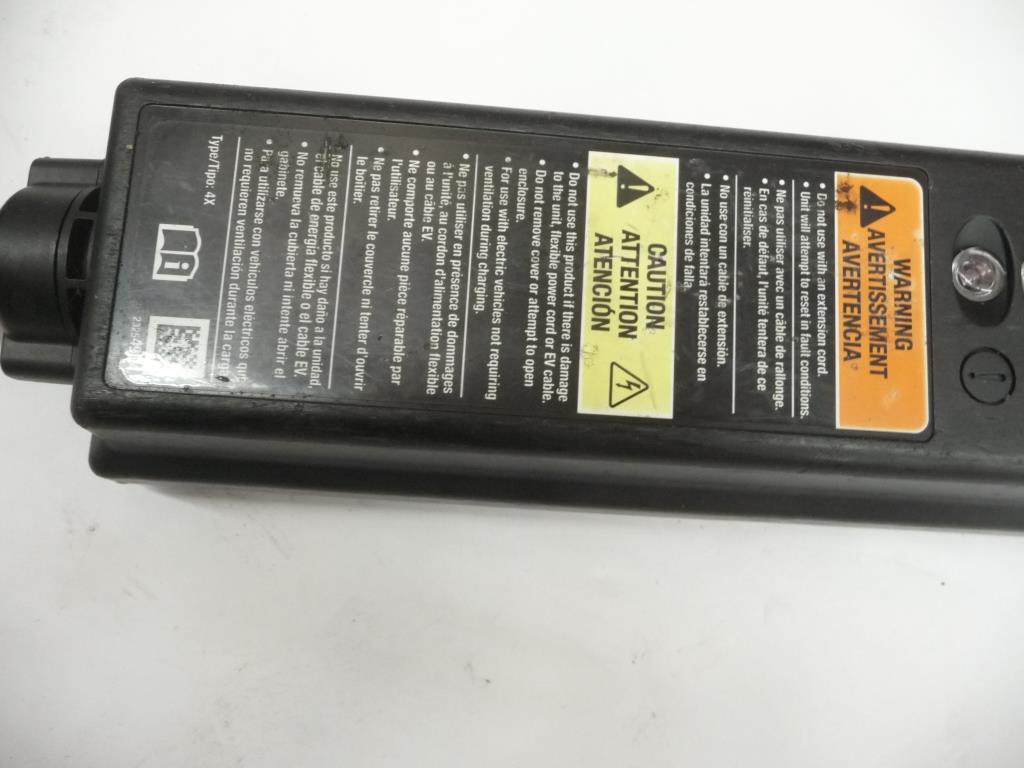 WARNING
AVERTISSEMENT
AVERTENCIA
• Do not use with an extension cord.
• Unit will attempt to reset in fault conditions.
• Ne pas utiliser avec un câble de rallonge.
• En cas de défaut, l'unité tentera de ce
réinitialiser.
• No use con un cable de extensión.
• La unidad intentará restablecerse en
condiciones de falla.
CAUTION
ATTENTION
ATENCIÓN
• Do not use this product if there is damage
to the unit, flexible power cord or EV cable.
• Do not remove cover or attempt to open
enclosure.
• For use with electric vehicles not requiring
ventilation during charging.
• Ne pas utiliser en présence de dommages
à l'unité, au cordon d'alimentation flexible
ou au câble EV.
• Ne comporte aucune pièce réparable par
l'utilisateur.
• Ne pas retirer le couvercle ni tenter d'ouvrir
le boîtier.
• No use este producto si hay daño a la unidad,
el cable de energía flexible o el cable EV.
• No remueva la cubierta ni intente abrir el
gabinete.
• Para utilizarse con vehículos eléctricos que
no requieren ventilación durante la carga.
Type/Tipo: 4X